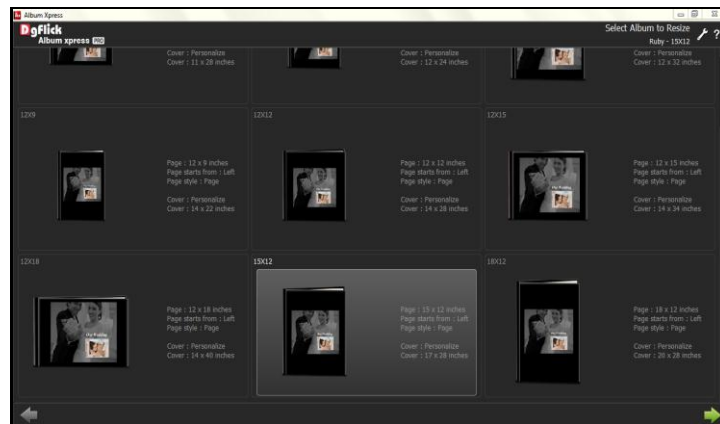 Album Xpress
DgFlick
Album xpress PRO
Select Album to Resize
Ruby - 15X12
?
Cover : Personalize
Cover : 11 x 28 inches
Cover : Personalize
Cover : 12 x 24 inches
Cover : Personalize
Cover : 12 x 32 inches
12X9
Page : 12 x 9 inches
Page starts from : Left
Page style : Page
Cover : Personalize
Cover : 14 x 22 inches
12X12
Page : 12 x 12 inches
Page starts from : Left
Page style : Page
Cover : Personalize
Cover : 14 x 28 inches
12X15
Page : 12 x 15 inches
Page starts from : Left
Page style : Page
Cover : Personalize
Cover : 14 x 34 inches
12X18
Page : 12 x 18 inches
Page starts from : Left
Page style : Page
Cover : Personalize
Cover : 14 x 40 inches
15X12
Page : 15 x 12 inches
Page starts from : Left
Page style : Page
Cover : Personalize
Cover : 17 x 28 inches
18X12
Page : 18 x 12 inches
Page starts from : Left
Page style : Page
Cover : Personalize
Cover : 20 x 28 inches